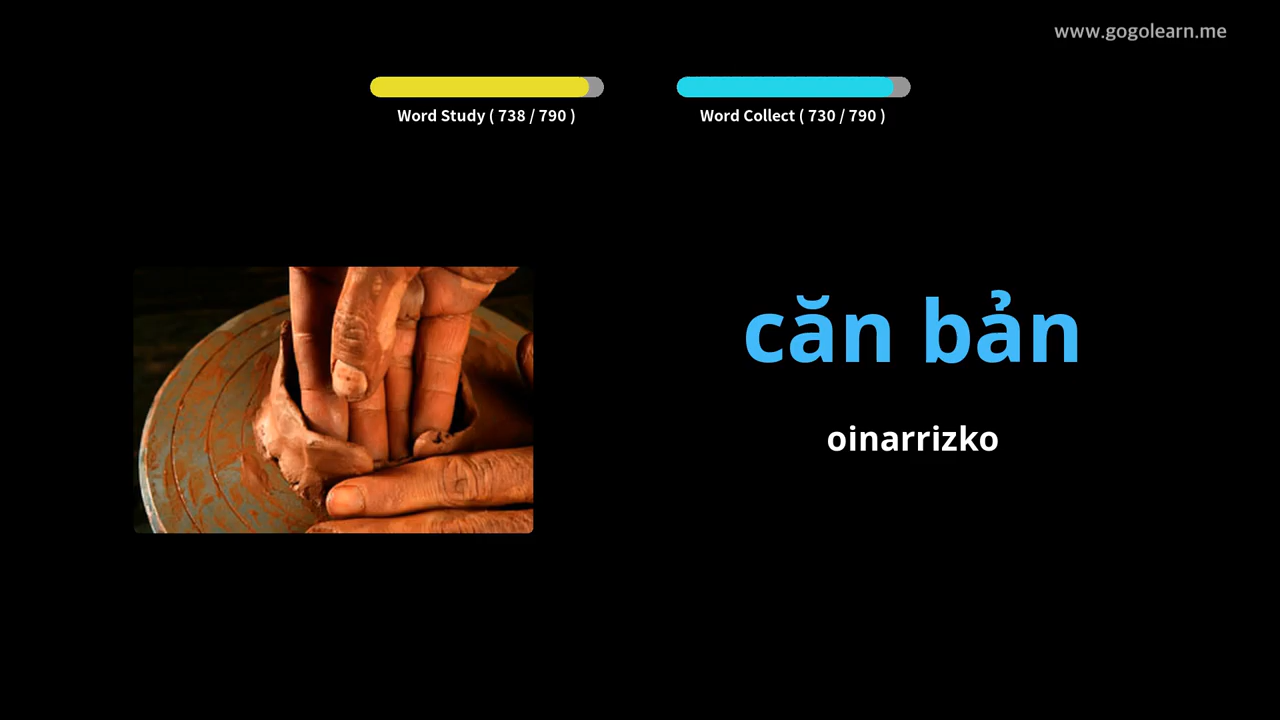 www.gogolearn.me
Word Study ( 738 / 790 )
Word Collect ( 730 / 790 )
căn bản
oinarrizko